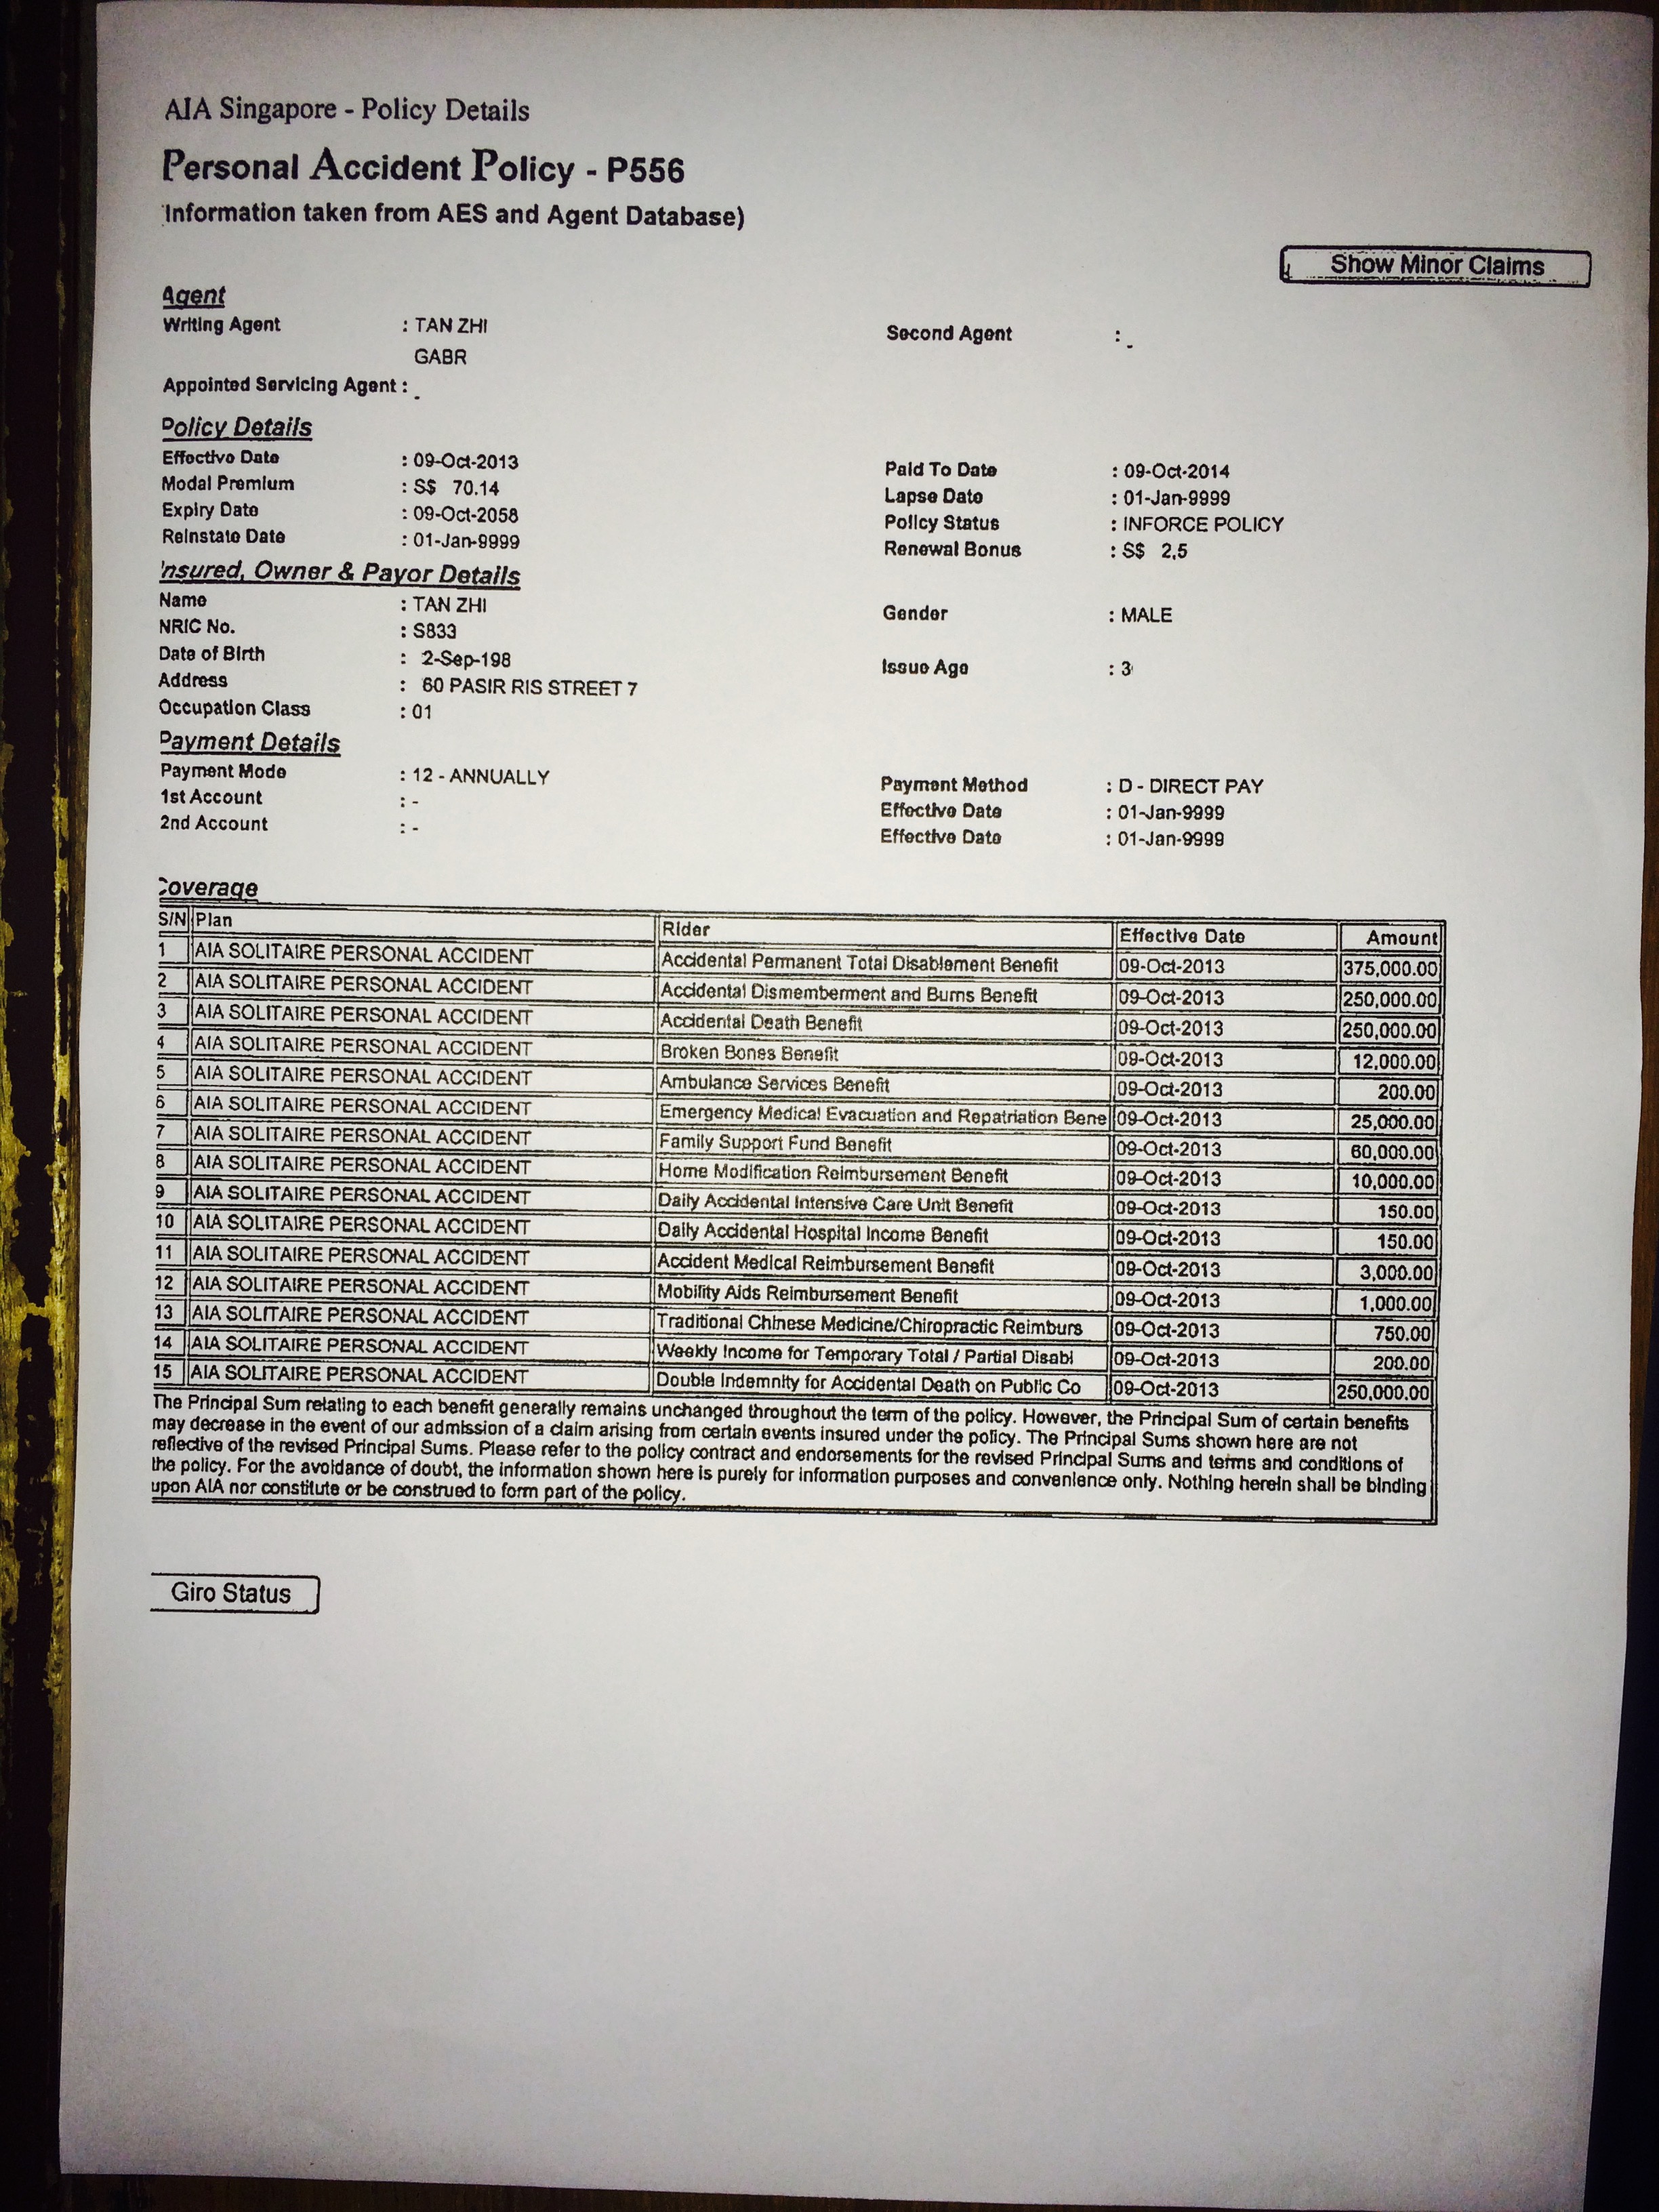 AIA Singapore - Policy Details
Personal Accident Policy - P556
Information taken from AES and Agent Database)
Show Minor Claims
Agent
Writing Agent : TAN ZHI
GABR
Second Agent : -
Appointed Servicing Agent : -
Policy Details
Effective Date : 09-Oct-2013 Paid To Date : 09-Oct-2014
Modal Premium : S$ 70.14 Lapse Date : 01-Jan-9999
Expiry Date : 09-Oct-2058 Policy Status : INFORCE POLICY
Reinstate Date : 01-Jan-9999 Renewal Bonus : S$ 2.5
Insured, Owner & Payor Details
Name : TAN ZHI Gender : MALE
NRIC No. : S833
Date of Birth : 2-Sep-198 Issue Age : 3
Address : 60 PASIR RIS STREET 7
Occupation Class : 01
Payment Details
Payment Mode : 12 - ANNUALLY Payment Method : D - DIRECT PAY
1st Account : - Effective Date : 01-Jan-9999
2nd Account : - Effective Date : 01-Jan-9999
Coverage
S/N Plan Rider Effective Date Amount
1 AIA SOLITAIRE PERSONAL ACCIDENT Accidental Permanent Total Disablement Benefit 09-Oct-2013 375,000.00
2 AIA SOLITAIRE PERSONAL ACCIDENT Accidental Dismemberment and Burns Benefit 09-Oct-2013 250,000.00
3 AIA SOLITAIRE PERSONAL ACCIDENT Accidental Death Benefit 09-Oct-2013 250,000.00
4 AIA SOLITAIRE PERSONAL ACCIDENT Broken Bones Benefit 09-Oct-2013 12,000.00
5 AIA SOLITAIRE PERSONAL ACCIDENT Ambulance Services Benefit 09-Oct-2013 200.00
6 AIA SOLITAIRE PERSONAL ACCIDENT Emergency Medical Evacuation and Repatriation Bene 09-Oct-2013 25,000.00
7 AIA SOLITAIRE PERSONAL ACCIDENT Family Support Fund Benefit 09-Oct-2013 60,000.00
8 AIA SOLITAIRE PERSONAL ACCIDENT Home Modification Reimbursement Benefit 09-Oct-2013 10,000.00
9 AIA SOLITAIRE PERSONAL ACCIDENT Daily Accidental Intensive Care Unit Benefit 09-Oct-2013 150.00
10 AIA SOLITAIRE PERSONAL ACCIDENT Daily Accidental Hospital Income Benefit 09-Oct-2013 150.00
11 AIA SOLITAIRE PERSONAL ACCIDENT Accident Medical Reimbursement Benefit 09-Oct-2013 3,000.00
12 AIA SOLITAIRE PERSONAL ACCIDENT Mobility Aids Reimbursement Benefit 09-Oct-2013 1,000.00
13 AIA SOLITAIRE PERSONAL ACCIDENT Traditional Chinese Medicine/Chiropractic Reimburs 09-Oct-2013 750.00
14 AIA SOLITAIRE PERSONAL ACCIDENT Weekly Income for Temporary Total / Partial Disabl 09-Oct-2013 200.00
15 AIA SOLITAIRE PERSONAL ACCIDENT Double Indemnity for Accidental Death on Public Co 09-Oct-2013 250,000.00
The Principal Sum relating to each benefit generally remains unchanged throughout the term of the policy. However, the Principal Sum of certain benefits
may decrease in the event of our admission of a claim arising from certain events insured under the policy. The Principal Sums shown here are not
reflective of the revised Principal Sums. Please refer to the policy contract and endorsements for the revised Principal Sums and terms and conditions of
the policy. For the avoidance of doubt, the information shown here is purely for information purposes and convenience only. Nothing herein shall be binding
upon AIA nor constitute or be construed to form part of the policy.
Giro Status